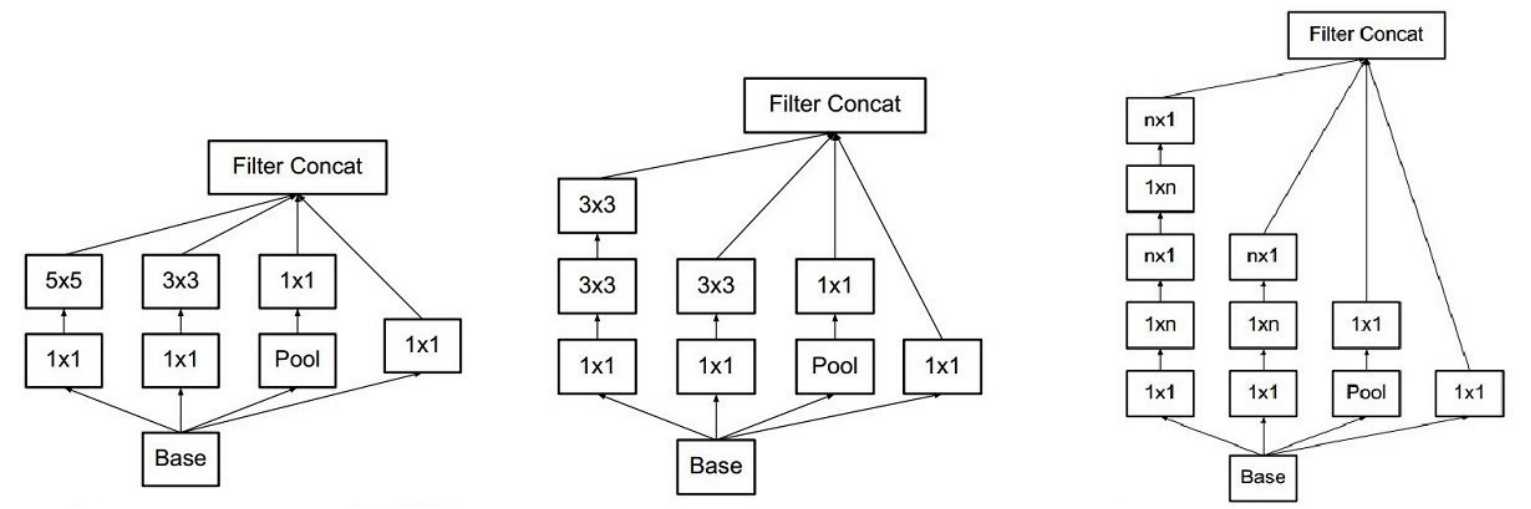 Filter Concat
5x5
3x3
1x1
1x1
1x1
1x1
Pool
Base
Filter Concat
3x3
3x3
3x3
1x1
1x1
1x1
Pool
1x1
Base
Filter Concat
nx1
1xn
nx1
nx1
1xn
1xn
1x1
1x1
1x1
Pool
1x1
Base